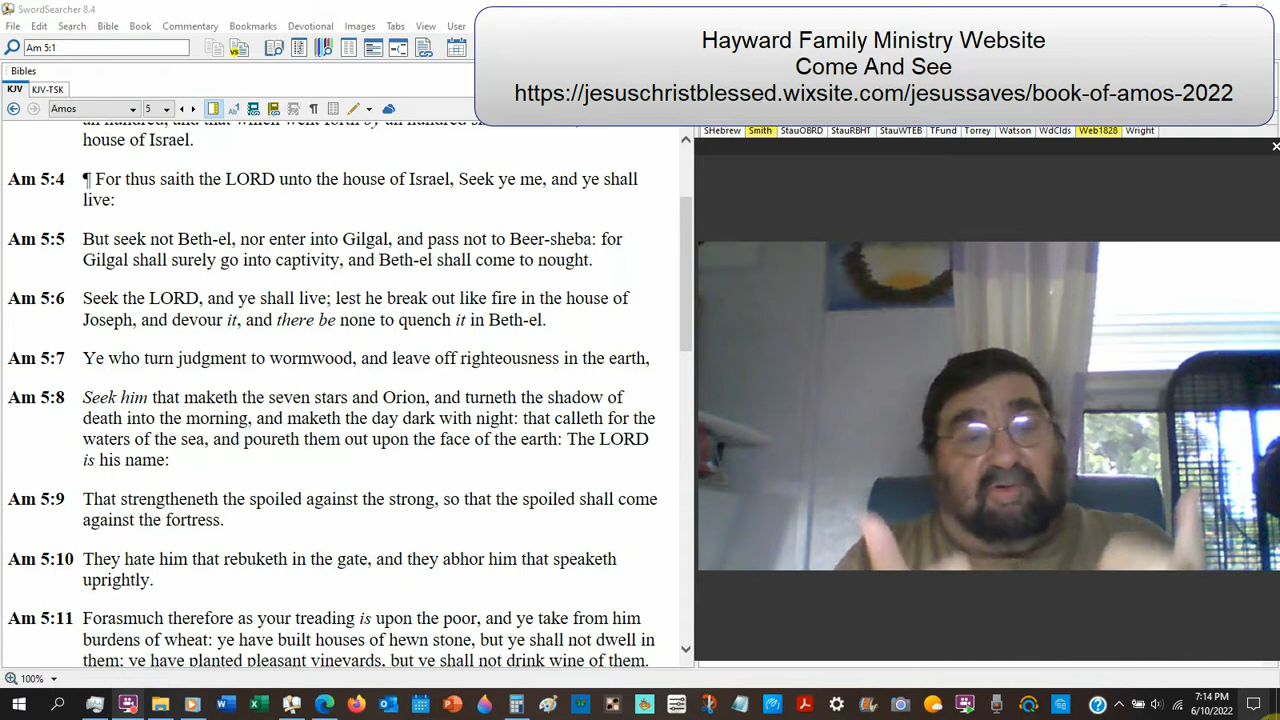 SwordSearcher 8.4
File Edit Search Bible Book Commentary Bookmarks Devotional Images Tabs View User
Am 5:1
Bibles
KJV KJV-TSK
Amos 5
Hayward Family Ministry Website
Come And See
https://jesuschristblessed.wixsite.com/jesussaves/book-of-amos-2022
SHebrew Smith StauOBRD StauRBHT StauWTEB TFund Torrey Watson WdClds Web1828 Wright
house of Israel.
Am 5:4 ¶ For thus saith the LORD unto the house of Israel, Seek ye me, and ye shall
live:
Am 5:5 But seek not Beth-el, nor enter into Gilgal, and pass not to Beer-sheba: for
Gilgal shall surely go into captivity, and Beth-el shall come to nought.
Am 5:6 Seek the LORD, and ye shall live; lest he break out like fire in the house of
Joseph, and devour it, and there be none to quench it in Beth-el.
Am 5:7 Ye who turn judgment to wormwood, and leave off righteousness in the earth,
Am 5:8 Seek him that maketh the seven stars and Orion, and turneth the shadow of
death into the morning, and maketh the day dark with night: that calleth for the
waters of the sea, and poureth them out upon the face of the earth: The LORD
is his name:
Am 5:9 That strengtheneth the spoiled against the strong, so that the spoiled shall come
against the fortress.
Am 5:10 They hate him that rebuketh in the gate, and they abhor him that speaketh
uprightly.
Am 5:11 Forasmuch therefore as your treading is upon the poor, and ye take from him
burdens of wheat: ye have built houses of hewn stone, but ye shall not dwell in
them; ye have planted pleasant vineyards, but ye shall not drink wine of them.
100%
7:14 PM
6/10/2022